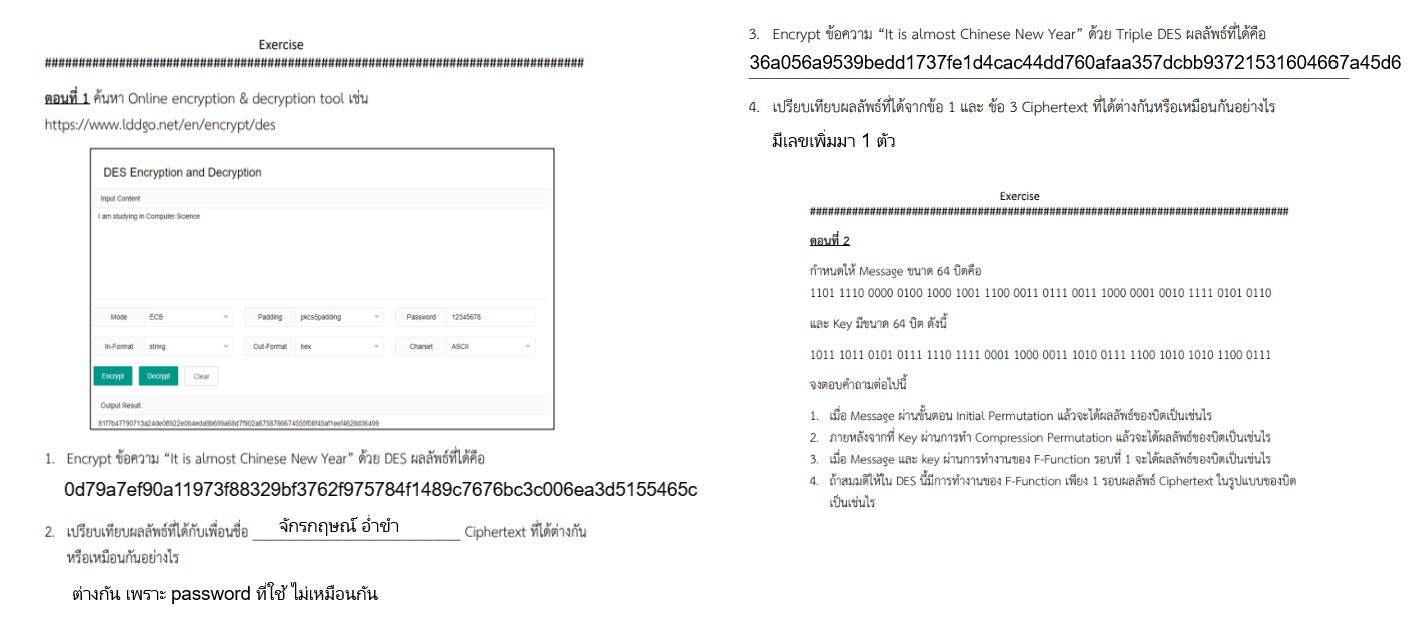 Exercise
################################################################################
ตอนที่ 1 ค้นหา Online encryption & decryption tool เช่น
https://www.lddgo.net/en/encrypt/des
DES Encryption and Decryption
Input Content
I am studying in Computer Science
Mode ECB Padding pkcs5padding Password 12345678
In-Format string Out-Format hex Charset ASCII
Encrypt Decrypt Clear
Output Result
1. Encrypt ข้อความ “It is almost Chinese New Year” ด้วย DES ผลลัพธ์ที่ได้คือ
0d79a7ef90a11973f88329bf3762f975784f1489c7676bc3c006ea3d5155465c
2. เปรียบเทียบผลลัพธ์ที่ได้กับเพื่อนชื่อ จักรกฤษณ์ อ่ำขำ Ciphertext ที่ได้ต่างกัน
หรือเหมือนกันอย่างไร
ต่างกัน เพราะ password ที่ใช้ ไม่เหมือนกัน
3. Encrypt ข้อความ “It is almost Chinese New Year” ด้วย Triple DES ผลลัพธ์ที่ได้คือ
36a056a9539bedd1737fe1d4cac44dd760afaa357dcbb93721531604667a45d6
4. เปรียบเทียบผลลัพธ์ที่ได้จากข้อ 1 และ ข้อ 3 Ciphertext ที่ได้ต่างกันหรือเหมือนกันอย่างไร
มีเลขเพิ่มมา 1 ตัว
Exercise
################################################################################
ตอนที่ 2
กำหนดให้ Message ขนาด 64 บิตคือ
1101 1110 0000 0100 1000 1001 1100 0011 0111 0011 1000 0001 0010 1111 0101 0110
และ Key มีขนาด 64 บิต ดังนี้
1011 1011 0101 0111 1110 1111 0001 1000 0011 1010 0111 1100 1010 1010 1100 0111
จงตอบคำถามต่อไปนี้
1. เมื่อ Message ผ่านขั้นตอน Initial Permutation แล้วจะได้ผลลัพธ์ของบิตเป็นเช่นไร
2. ภายหลังจากที่ Key ผ่านการทำ Compression Permutation แล้วจะได้ผลลัพธ์ของบิตเป็นเช่นไร
3. เมื่อ Message และ key ผ่านการทำงานของ F-Function รอบที่ 1 จะได้ผลลัพธ์ของบิตเป็นเช่นไร
4. ถ้าสมมติให้ใน DES นี้มีการทำงานของ F-Function เพียง 1 รอบผลลัพธ์ Ciphertext ในรูปแบบของบิต
เป็นเช่นไร